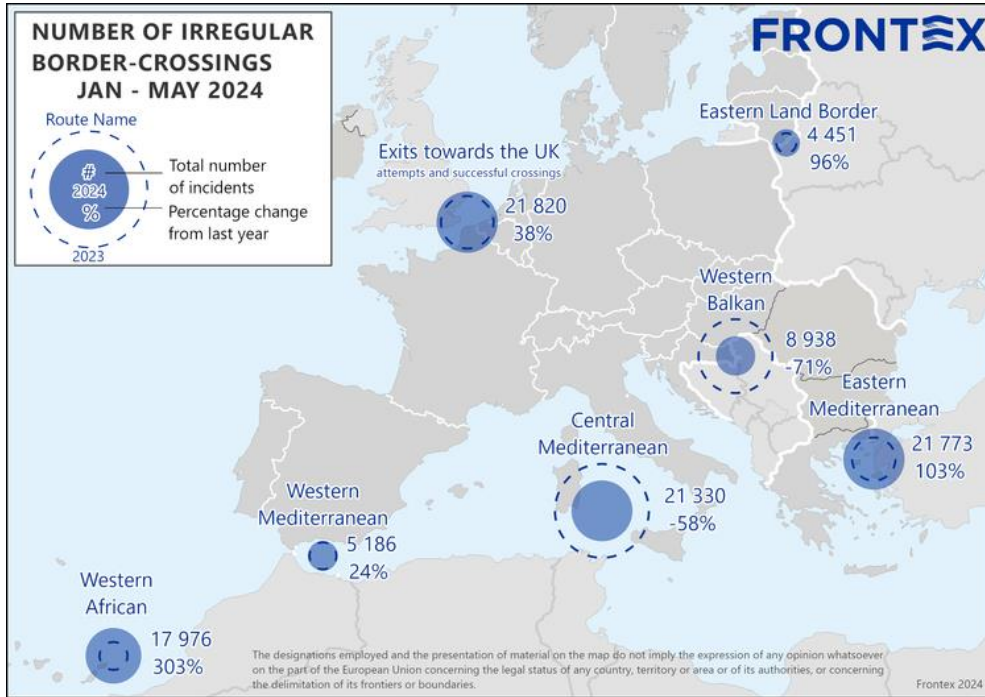 NUMBER OF IRREGULAR
BORDER-CROSSINGS
JAN - MAY 2024
Route Name
#
2024
%
2023
Total number
of incidents
Percentage change
from last year
FRONTEX
Eastern Land Border
4 451
96%
Exits towards the UK
attempts and successful crossings
21 820
38%
Western
Balkan
8 938
-71%
Eastern
Mediterranean
21 773
103%
Central
Mediterranean
21 330
-58%
Western
Mediterranean
5 186
24%
Western
African
17 976
303%
The designations employed and the presentation of material on the map do not imply the expression of any opinion whatsoever
on the part of the European Union concerning the legal status of any country, territory or area or of its authorities, or concerning
the delimitation of its frontiers or boundaries.
Frontex 2024